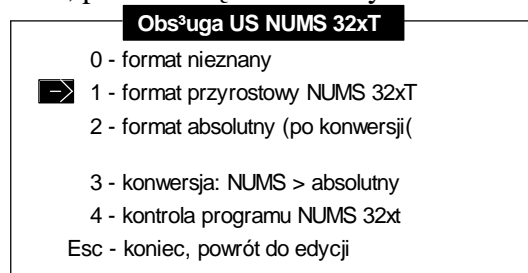 Obs³uga US NUMS 32xT
0 - format nieznany
1 - format przyrostowy NUMS 32xT
2 - format absolutny (po konwersji(
3 - konwersja: NUMS > absolutny
4 - kontrola programu NUMS 32xt
Esc - koniec, powrót do edycji